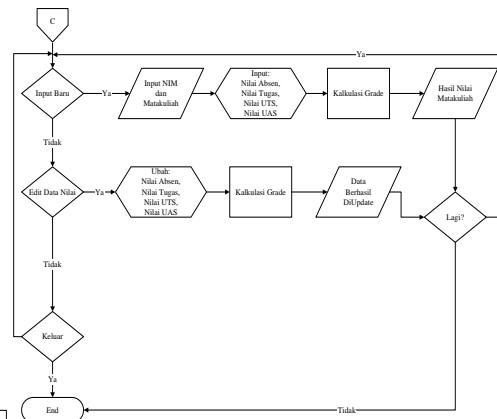 C
Ya
Input Baru
Ya
Input NIM
dan
Matakuliah
Input:
Nilai Absen,
Nilai Tugas,
Nilai UTS,
Nilai UAS
Kalkulasi Grade
Hasil Nilai
Matakuliah
Tidak
Edit Data Nilai
Ya
Ubah:
Nilai Absen,
Nilai Tugas,
Nilai UTS,
Nilai UAS
Kalkulasi Grade
Data
Berhasil
DiUpdate
Lagi?
Tidak
Keluar
Ya
End
Tidak